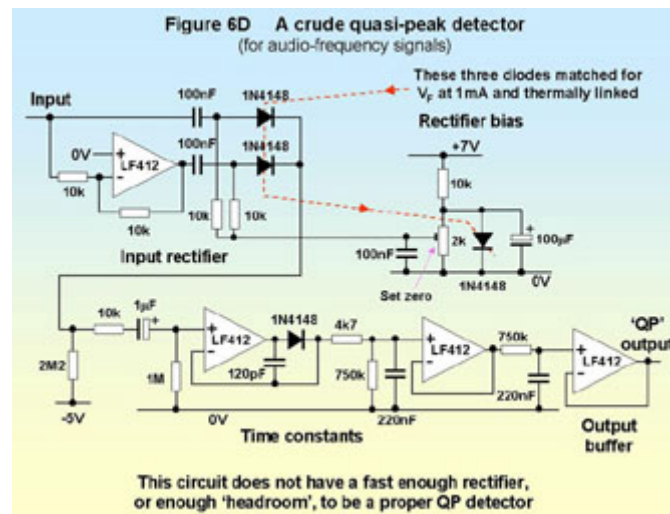 Figure 6D A crude quasi-peak detector
(for audio-frequency signals)
These three diodes matched for
VF at 1mA and thermally linked
Input
100nF
1N4148
Rectifier bias
+7V
0V
+
LF412
-
100nF
1N4148
10k
10k
10k
10k
10k
Input rectifier
2k
100nF
100µF
Set zero
1N4148
0V
10k
1µF
+
2M2
-5V
1M
+
LF412
-
1N4148
120pF
0V
4k7
750k
220nF
+
LF412
-
750k
220nF
+
LF412
-
'QP'
output
Time constants
Output
buffer
This circuit does not have a fast enough rectifier,
or enough 'headroom', to be a proper QP detector